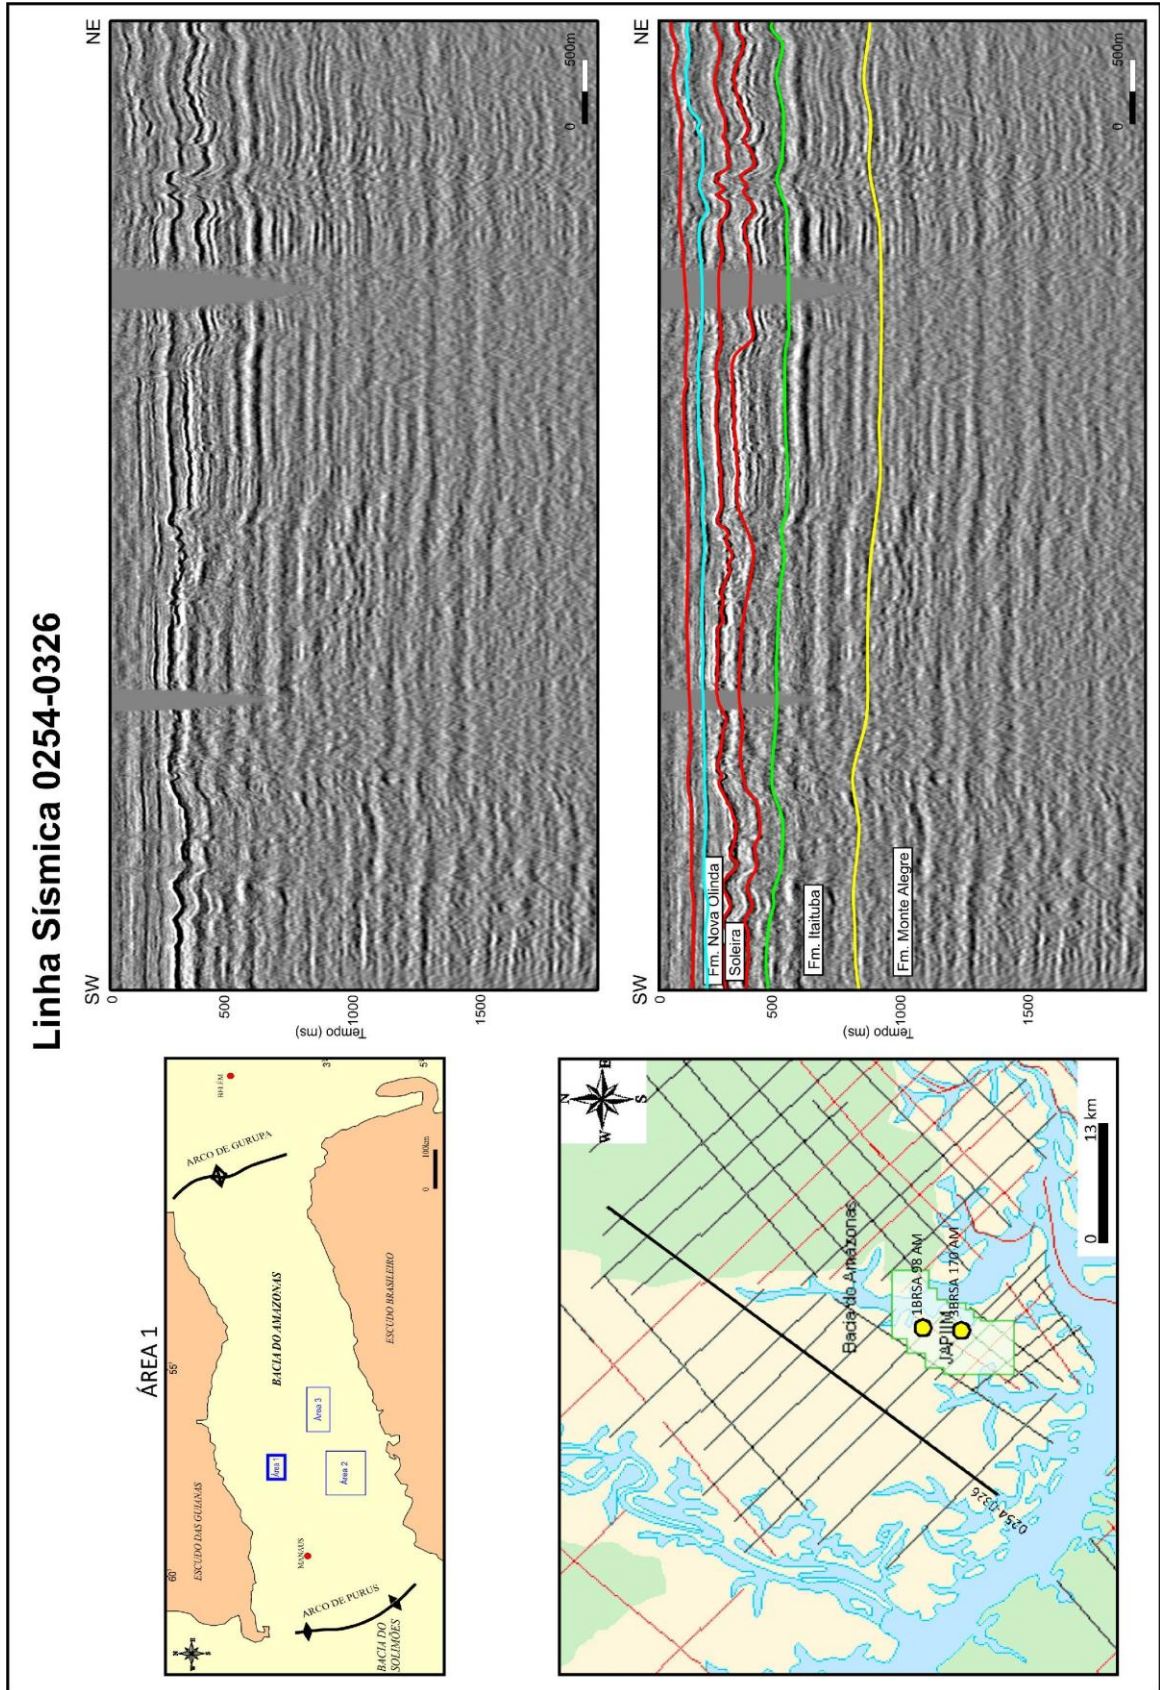 Linha Síysmica 0254-0326
ÁREA 1
60°
55°
ESCUDO DAS GUIANAS
ARCO DE GURUPA
BELÉM
3°
5°
BACIA DO AMAZONAS
MANAUS
Área 1
Área 2
Área 3
ARCO DE PURUS
BACIA DO
SOLIMÕES
ESCUDO BRASILEIRO
0 100km
N
W E
S
Bacia do Amazonas
1BRSA 98 AM
JAPIIM
3BRSA 170 AM
0254-0326
0 13 km
SW
NE
0
500
1000
1500
Tempo (ms)
0 500m
SW
NE
0
500
1000
1500
Tempo (ms)
Fm. Nova Olinda
Soleira
Fm. Itaituba
Fm. Monte Alegre
0 500m